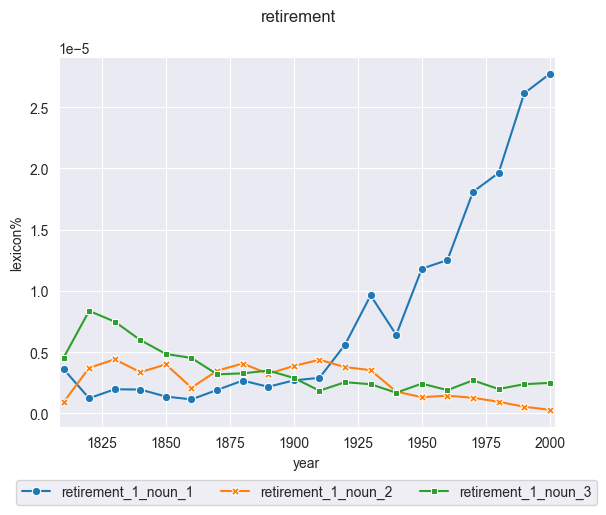 retirement
1e−5
2.5
2.0
1.5
1.0
0.5
0.0
lexicon%
1825 1850 1875 1900 1925 1950 1975 2000
year
retirement_1_noun_1 retirement_1_noun_2 retirement_1_noun_3